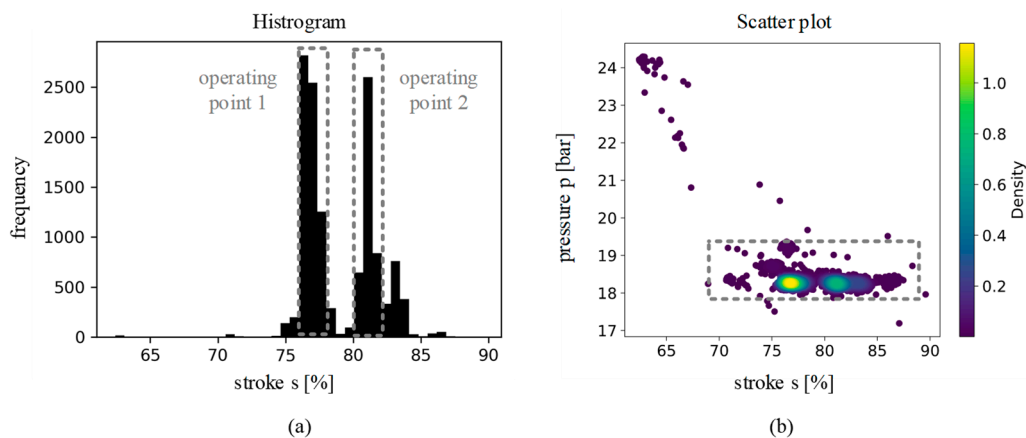 Histrogram
operating
point 1
operating
point 2
frequency
2500
2000
1500
1000
500
0
65
70
75
80
85
90
stroke s [%]
(a)
Scatter plot
pressure p [bar]
24
23
22
21
20
19
18
17
65
70
75
80
85
90
stroke s [%]
1.0
0.8
0.6
0.4
0.2
Density
(b)